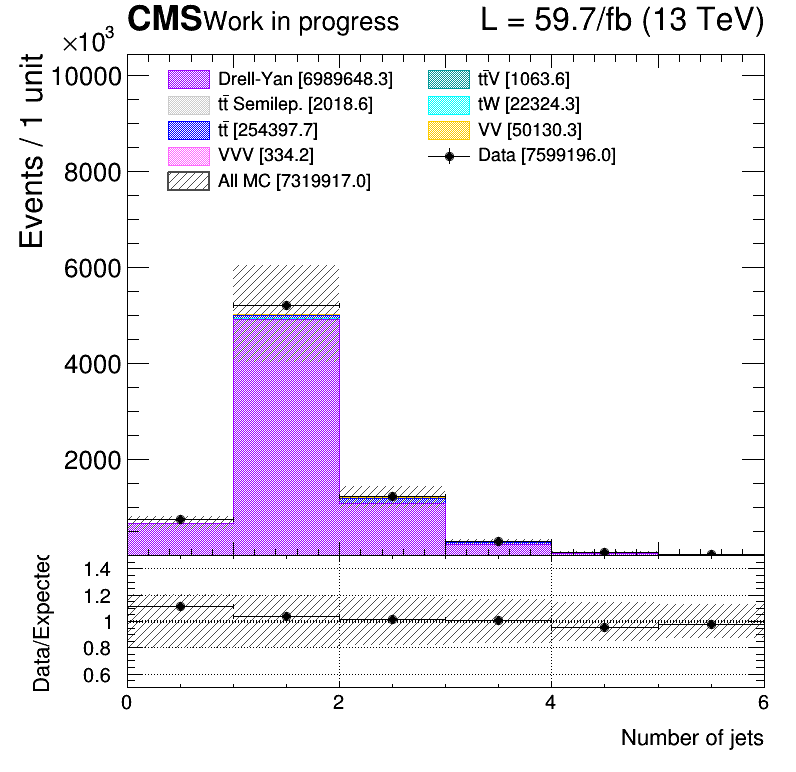 CMS Work in progress L = 59.7/fb (13 TeV)
×10³
Events / 1 unit
10000
8000
6000
4000
2000
Drell-Yan [6989648.3]
tt̄ Semilep. [2018.6]
tt̄ [254397.7]
VVV [334.2]
All MC [7319917.0]
tt̄V [1063.6]
tW [22324.3]
VV [50130.3]
Data [7599196.0]
Data/Expected
1.4
1.2
1
0.8
0.6
0 2 4 6
Number of jets